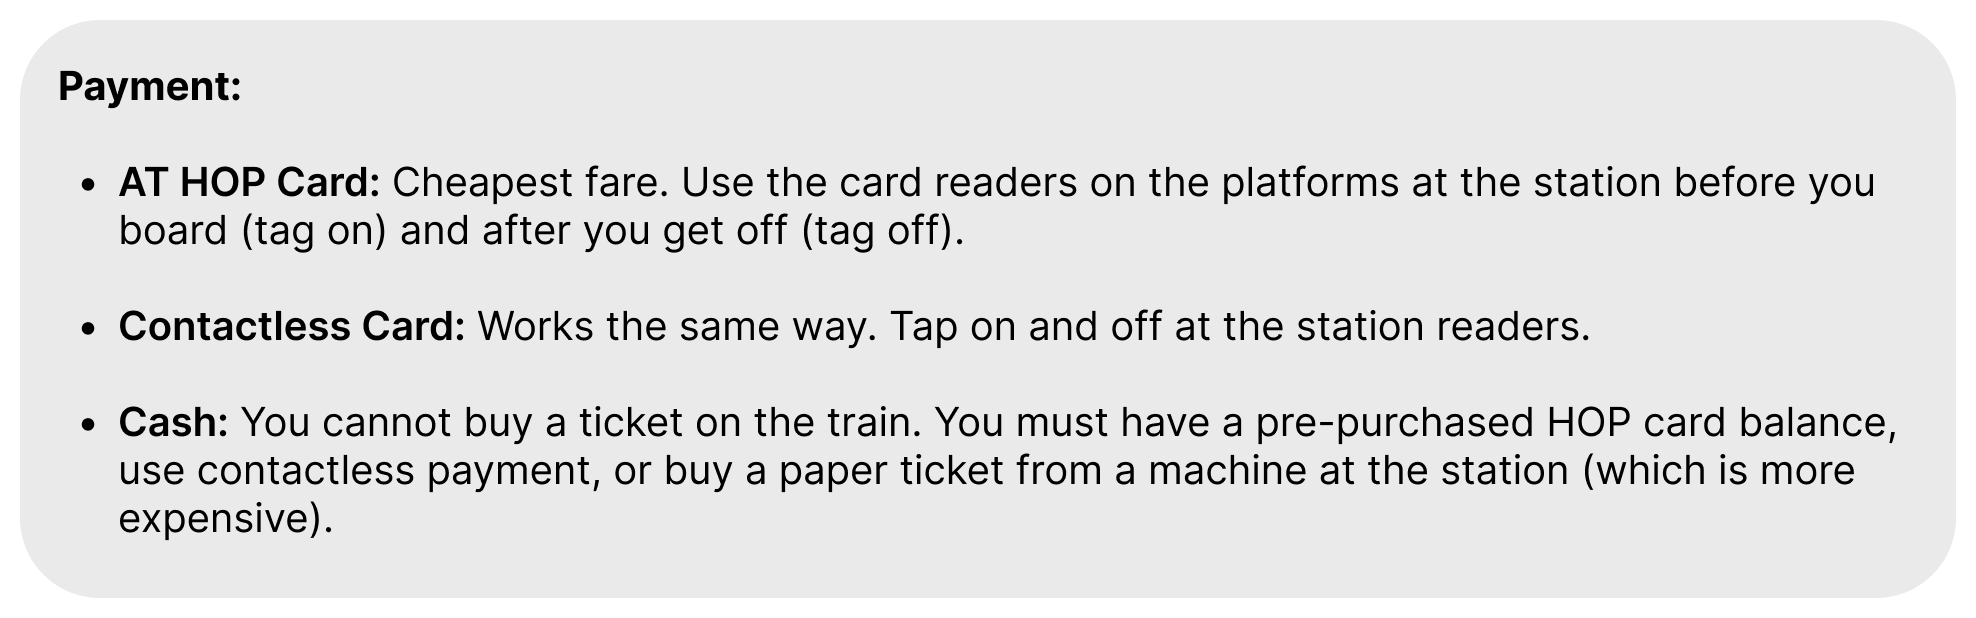 Payment:
• AT HOP Card: Cheapest fare. Use the card readers on the platforms at the station before you
board (tag on) and after you get off (tag off).
• Contactless Card: Works the same way. Tap on and off at the station readers.
• Cash: You cannot buy a ticket on the train. You must have a pre-purchased HOP card balance,
use contactless payment, or buy a paper ticket from a machine at the station (which is more
expensive).